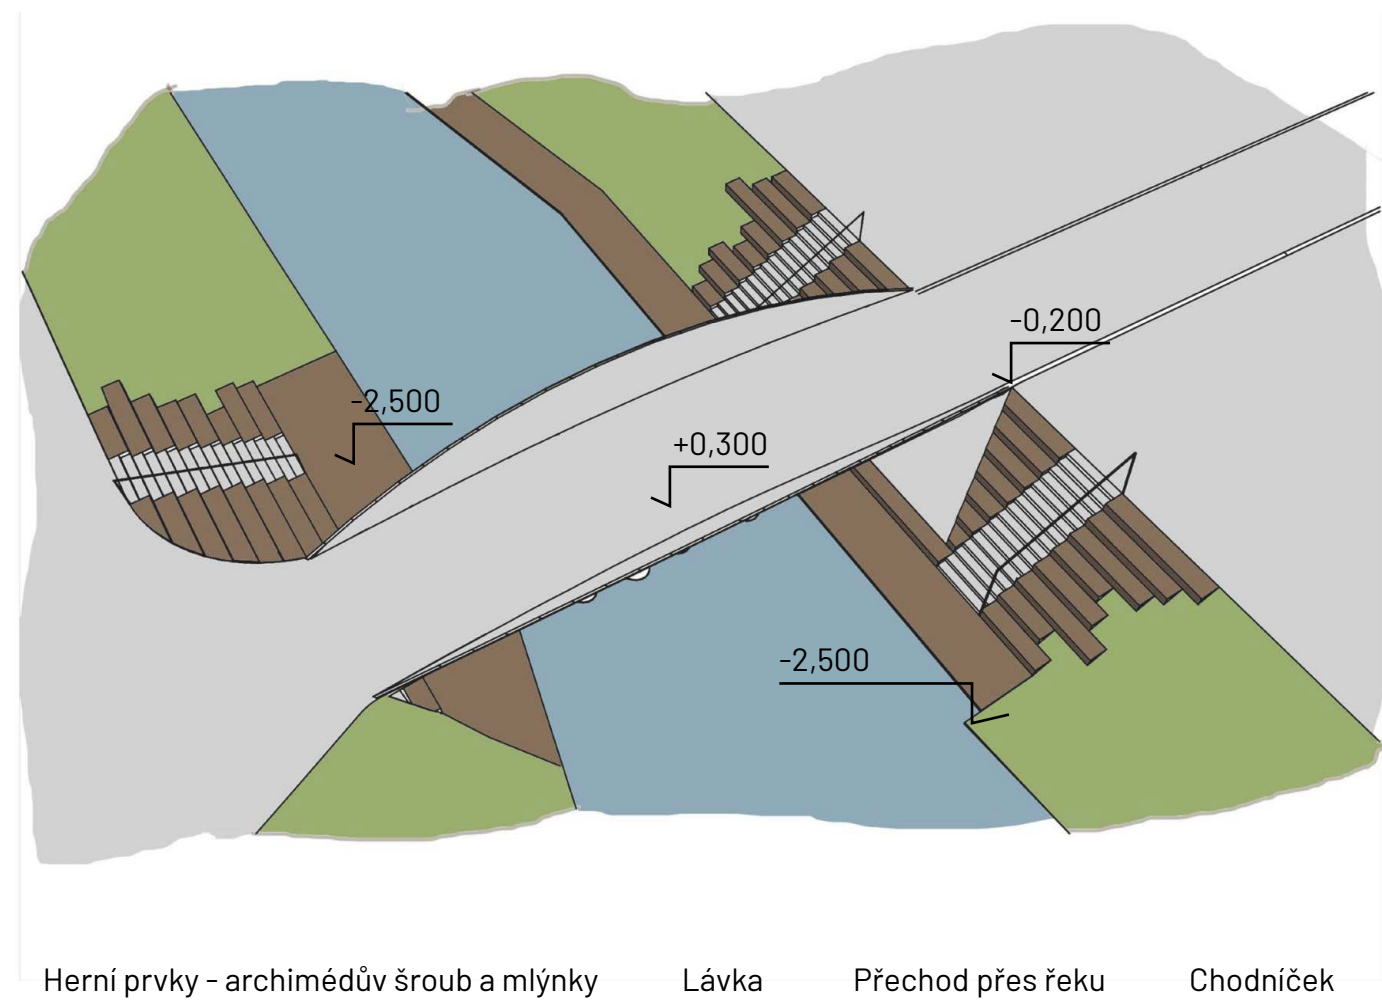 -0,200
-2,500
+0,300
-2,500
Herní prvky - archimédův šroub a mlýnky Lávka Přechod přes řeku Chodníček